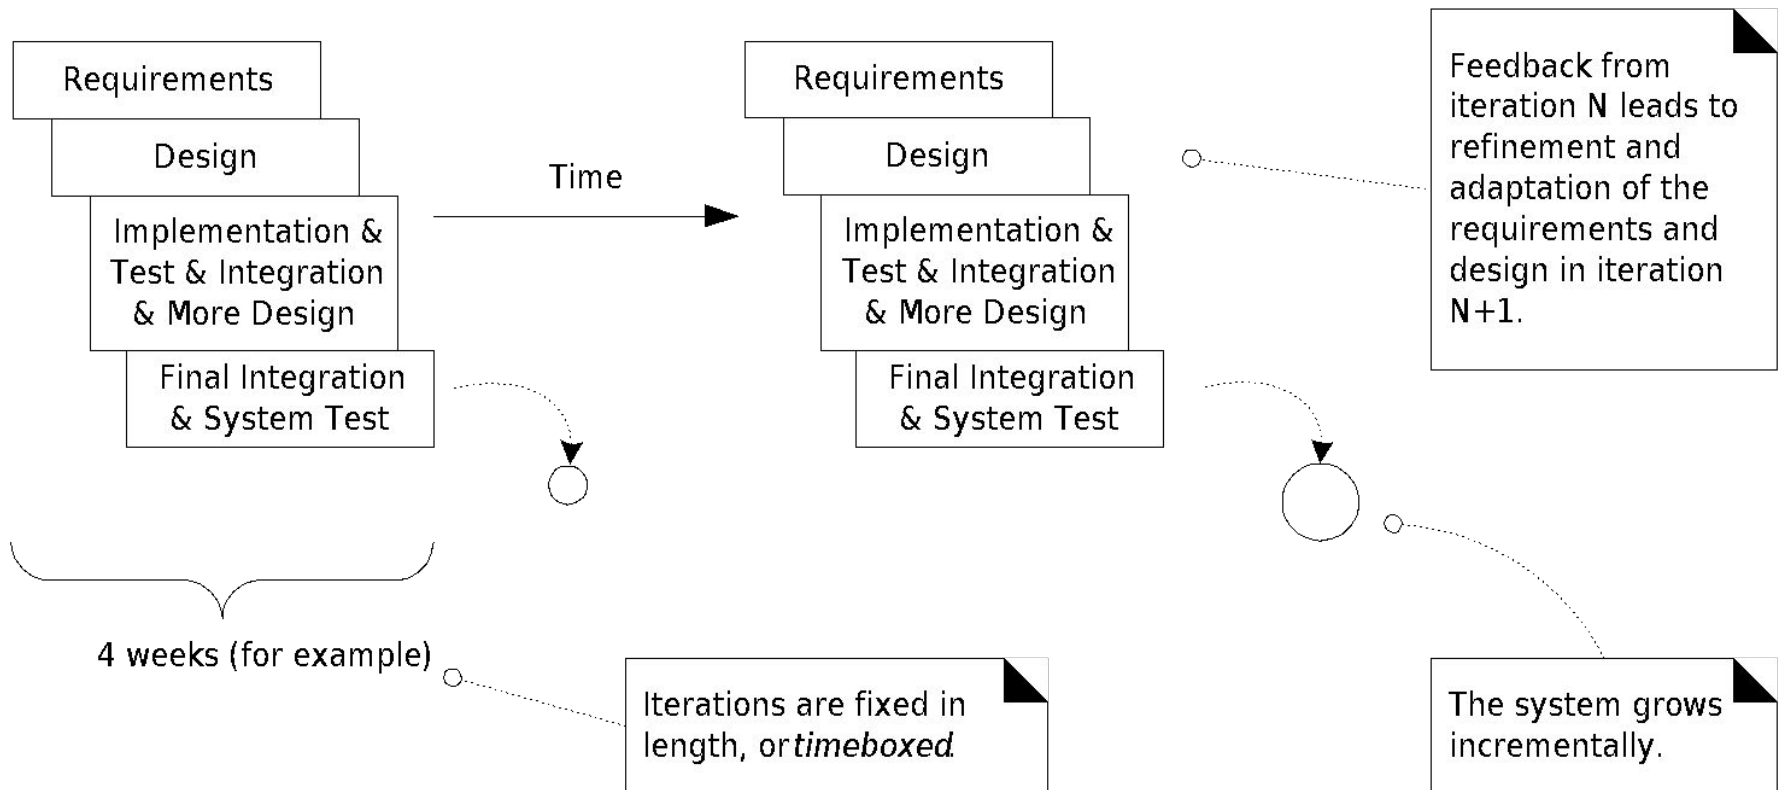 Requirements
Design
Implementation &
Test & Integration
& More Design
Final Integration
& System Test
Time
Requirements
Design
Implementation &
Test & Integration
& More Design
Final Integration
& System Test
Feedback from
iteration N leads to
refinement and
adaptation of the
requirements and
design in iteration
N+1.
4 weeks (for example)
Iterations are fixed in
length, or timeboxed.
The system grows
incrementally.